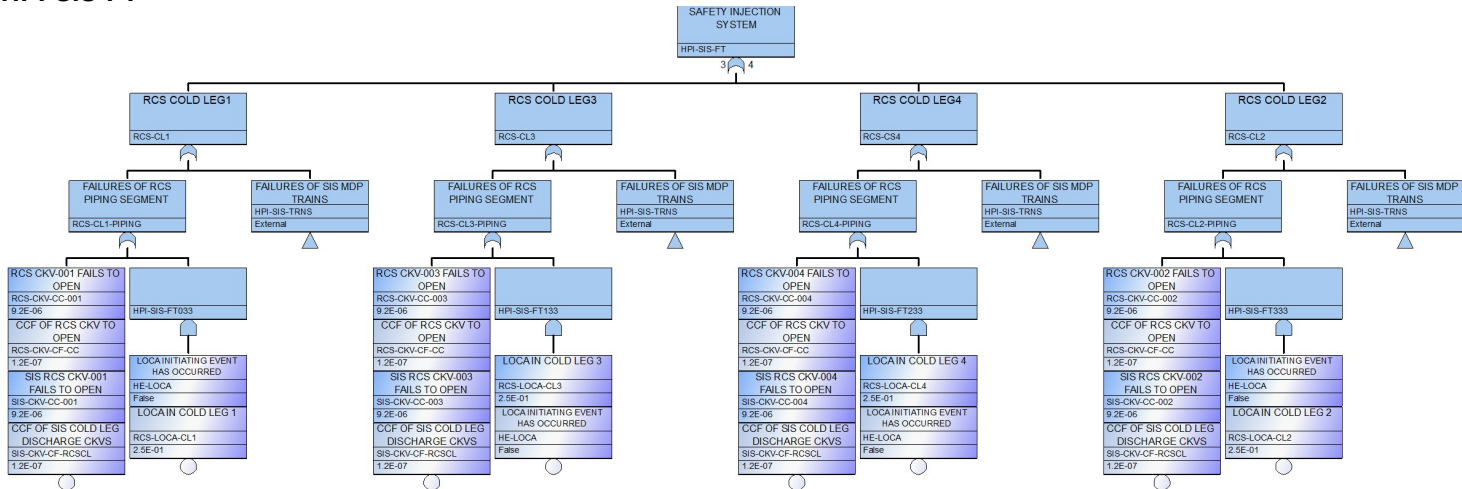 SAFETY INJECTION
SYSTEM
HPI-SIS-FT
3 4
RCS COLD LEG1
RCS-CL1
RCS COLD LEG3
RCS-CL3
RCS COLD LEG4
RCS-CS4
RCS COLD LEG2
RCS-CL2
FAILURES OF RCS
PIPING SEGMENT
RCS-CL1-PIPING
FAILURES OF SIS MDP
TRAINS
HPI-SIS-TRNS
External
FAILURES OF RCS
PIPING SEGMENT
RCS-CL3-PIPING
FAILURES OF SIS MDP
TRAINS
HPI-SIS-TRNS
External
FAILURES OF RCS
PIPING SEGMENT
RCS-CL4-PIPING
FAILURES OF SIS MDP
TRAINS
HPI-SIS-TRNS
External
FAILURES OF RCS
PIPING SEGMENT
RCS-CL2-PIPING
FAILURES OF SIS MDP
TRAINS
HPI-SIS-TRNS
External
RCS CKV-001 FAILS TO
OPEN
RCS-CKV-CC-001
9.2E-06
CCF OF RCS CKV TO
OPEN
RCS-CKV-CF-CC
1.2E-07
SIS RCS CKV-001
FAILS TO OPEN
SIS-CKV-CC-001
9.2E-06
CCF OF SIS COLD LEG
DISCHARGE CKVS
SIS-CKV-CF-RCSCL
1.2E-07
HPI-SIS-FT033
LOCA INITIATING EVENT
HAS OCCURRED
HE-LOCA
False
LOCA IN COLD LEG 1
RCS-LOCA-CL1
2.5E-01
RCS CKV-003 FAILS TO
OPEN
RCS-CKV-CC-003
9.2E-06
CCF OF RCS CKV TO
OPEN
RCS-CKV-CF-CC
1.2E-07
SIS RCS CKV-003
FAILS TO OPEN
SIS-CKV-CC-003
9.2E-06
CCF OF SIS COLD LEG
DISCHARGE CKVS
SIS-CKV-CF-RCSCL
1.2E-07
HPI-SIS-FT133
LOCA IN COLD LEG 3
RCS-LOCA-CL3
2.5E-01
LOCA INITIATING EVENT
HAS OCCURRED
HE-LOCA
False
RCS CKV-004 FAILS TO
OPEN
RCS-CKV-CC-004
9.2E-06
CCF OF RCS CKV TO
OPEN
RCS-CKV-CF-CC
1.2E-07
SIS RCS CKV-004
FAILS TO OPEN
SIS-CKV-CC-004
9.2E-06
CCF OF SIS COLD LEG
DISCHARGE CKVS
SIS-CKV-CF-RCSCL
1.2E-07
HPI-SIS-FT233
LOCA IN COLD LEG 4
RCS-LOCA-CL4
2.5E-01
LOCA INITIATING EVENT
HAS OCCURRED
HE-LOCA
False
RCS CKV-002 FAILS TO
OPEN
RCS-CKV-CC-002
9.2E-06
CCF OF RCS CKV TO
OPEN
RCS-CKV-CF-CC
1.2E-07
SIS RCS CKV-002
FAILS TO OPEN
SIS-CKV-CC-002
9.2E-06
CCF OF SIS COLD LEG
DISCHARGE CKVS
SIS-CKV-CF-RCSCL
1.2E-07
HPI-SIS-FT333
LOCA INITIATING EVENT
HAS OCCURRED
HE-LOCA
False
LOCA IN COLD LEG 2
RCS-LOCA-CL2
2.5E-01